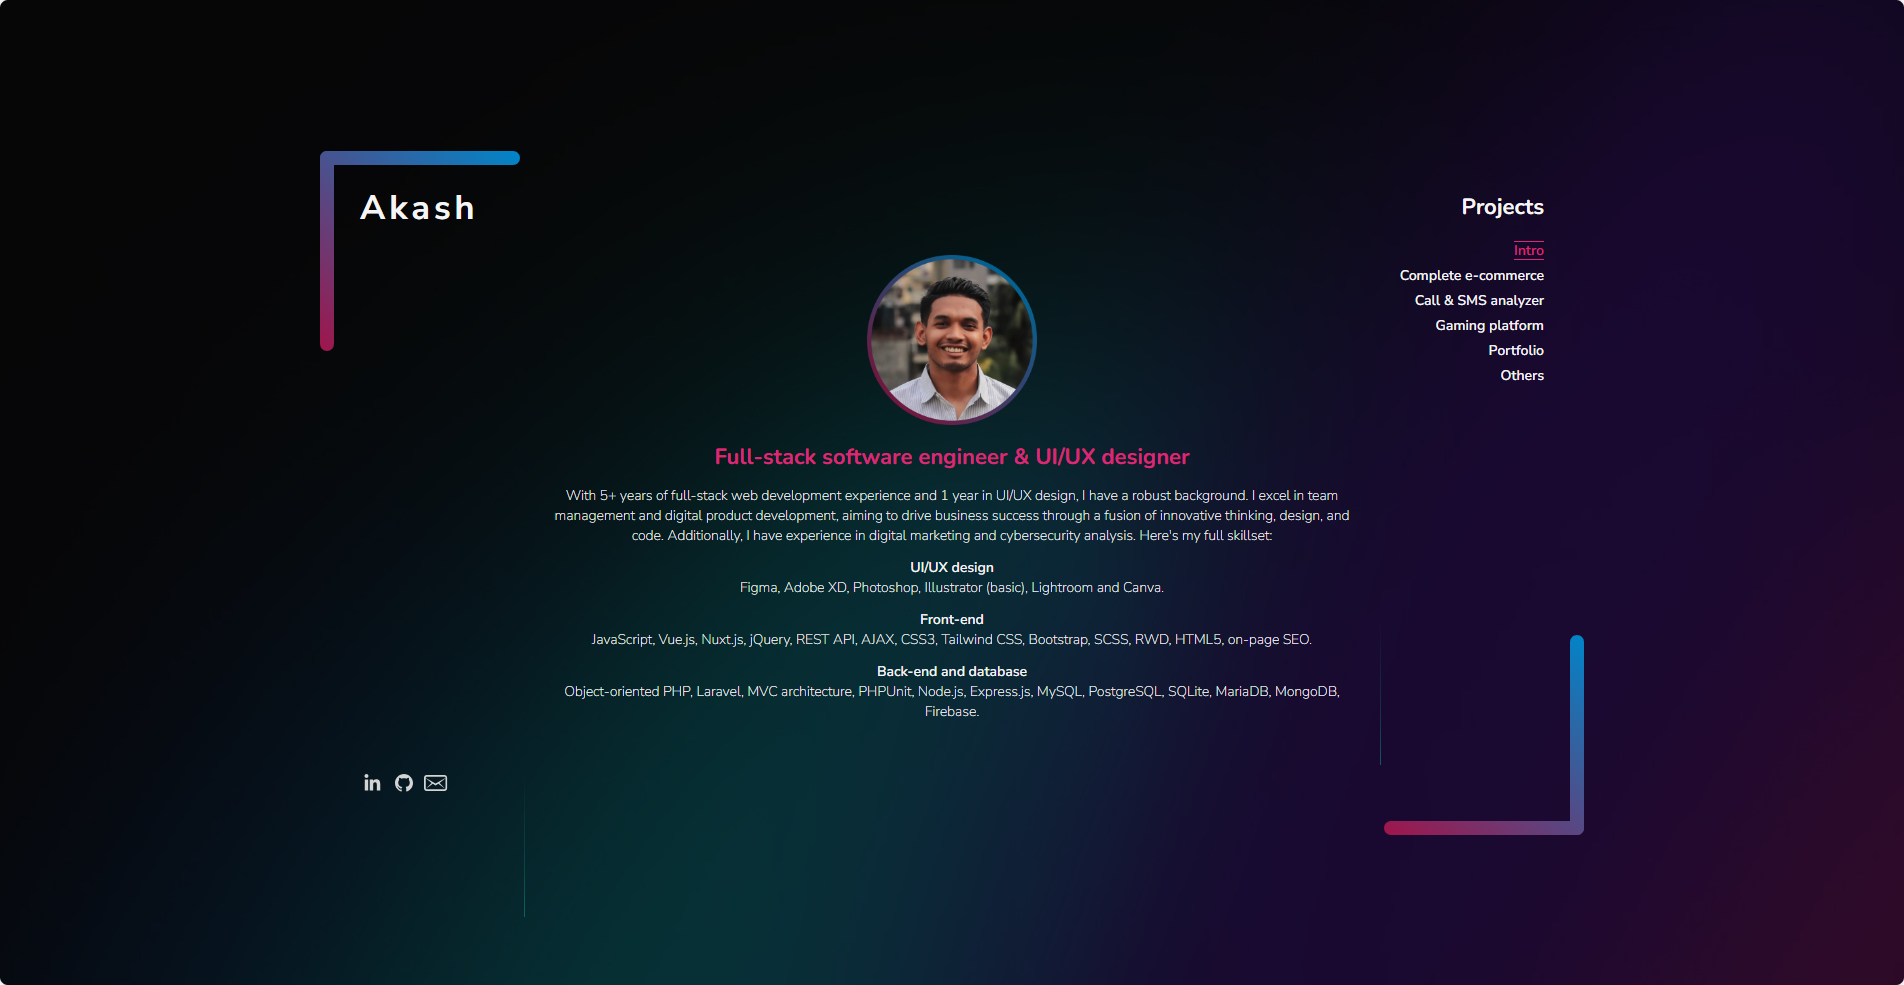 Akash
Projects
Intro
Complete e-commerce
Call & SMS analyzer
Gaming platform
Portfolio
Others
Full-stack software engineer & UI/UX designer
With 5+ years of full-stack web development experience and 1 year in UI/UX design, I have a robust background. I excel in team
management and digital product development, aiming to drive business success through a fusion of innovative thinking, design, and
code. Additionally, I have experience in digital marketing and cybersecurity analysis. Here's my full skillset:
UI/UX design
Figma, Adobe XD, Photoshop, Illustrator (basic), Lightroom and Canva.
Front-end
JavaScript, Vue.js, Nuxt.js, jQuery, REST API, AJAX, CSS3, Tailwind CSS, Bootstrap, SCSS, RWD, HTML5, on-page SEO.
Back-end and database
Object-oriented PHP, Laravel, MVC architecture, PHPUnit, Node.js, Express.js, MySQL, PostgreSQL, SQLite, MariaDB, MongoDB,
Firebase.
in